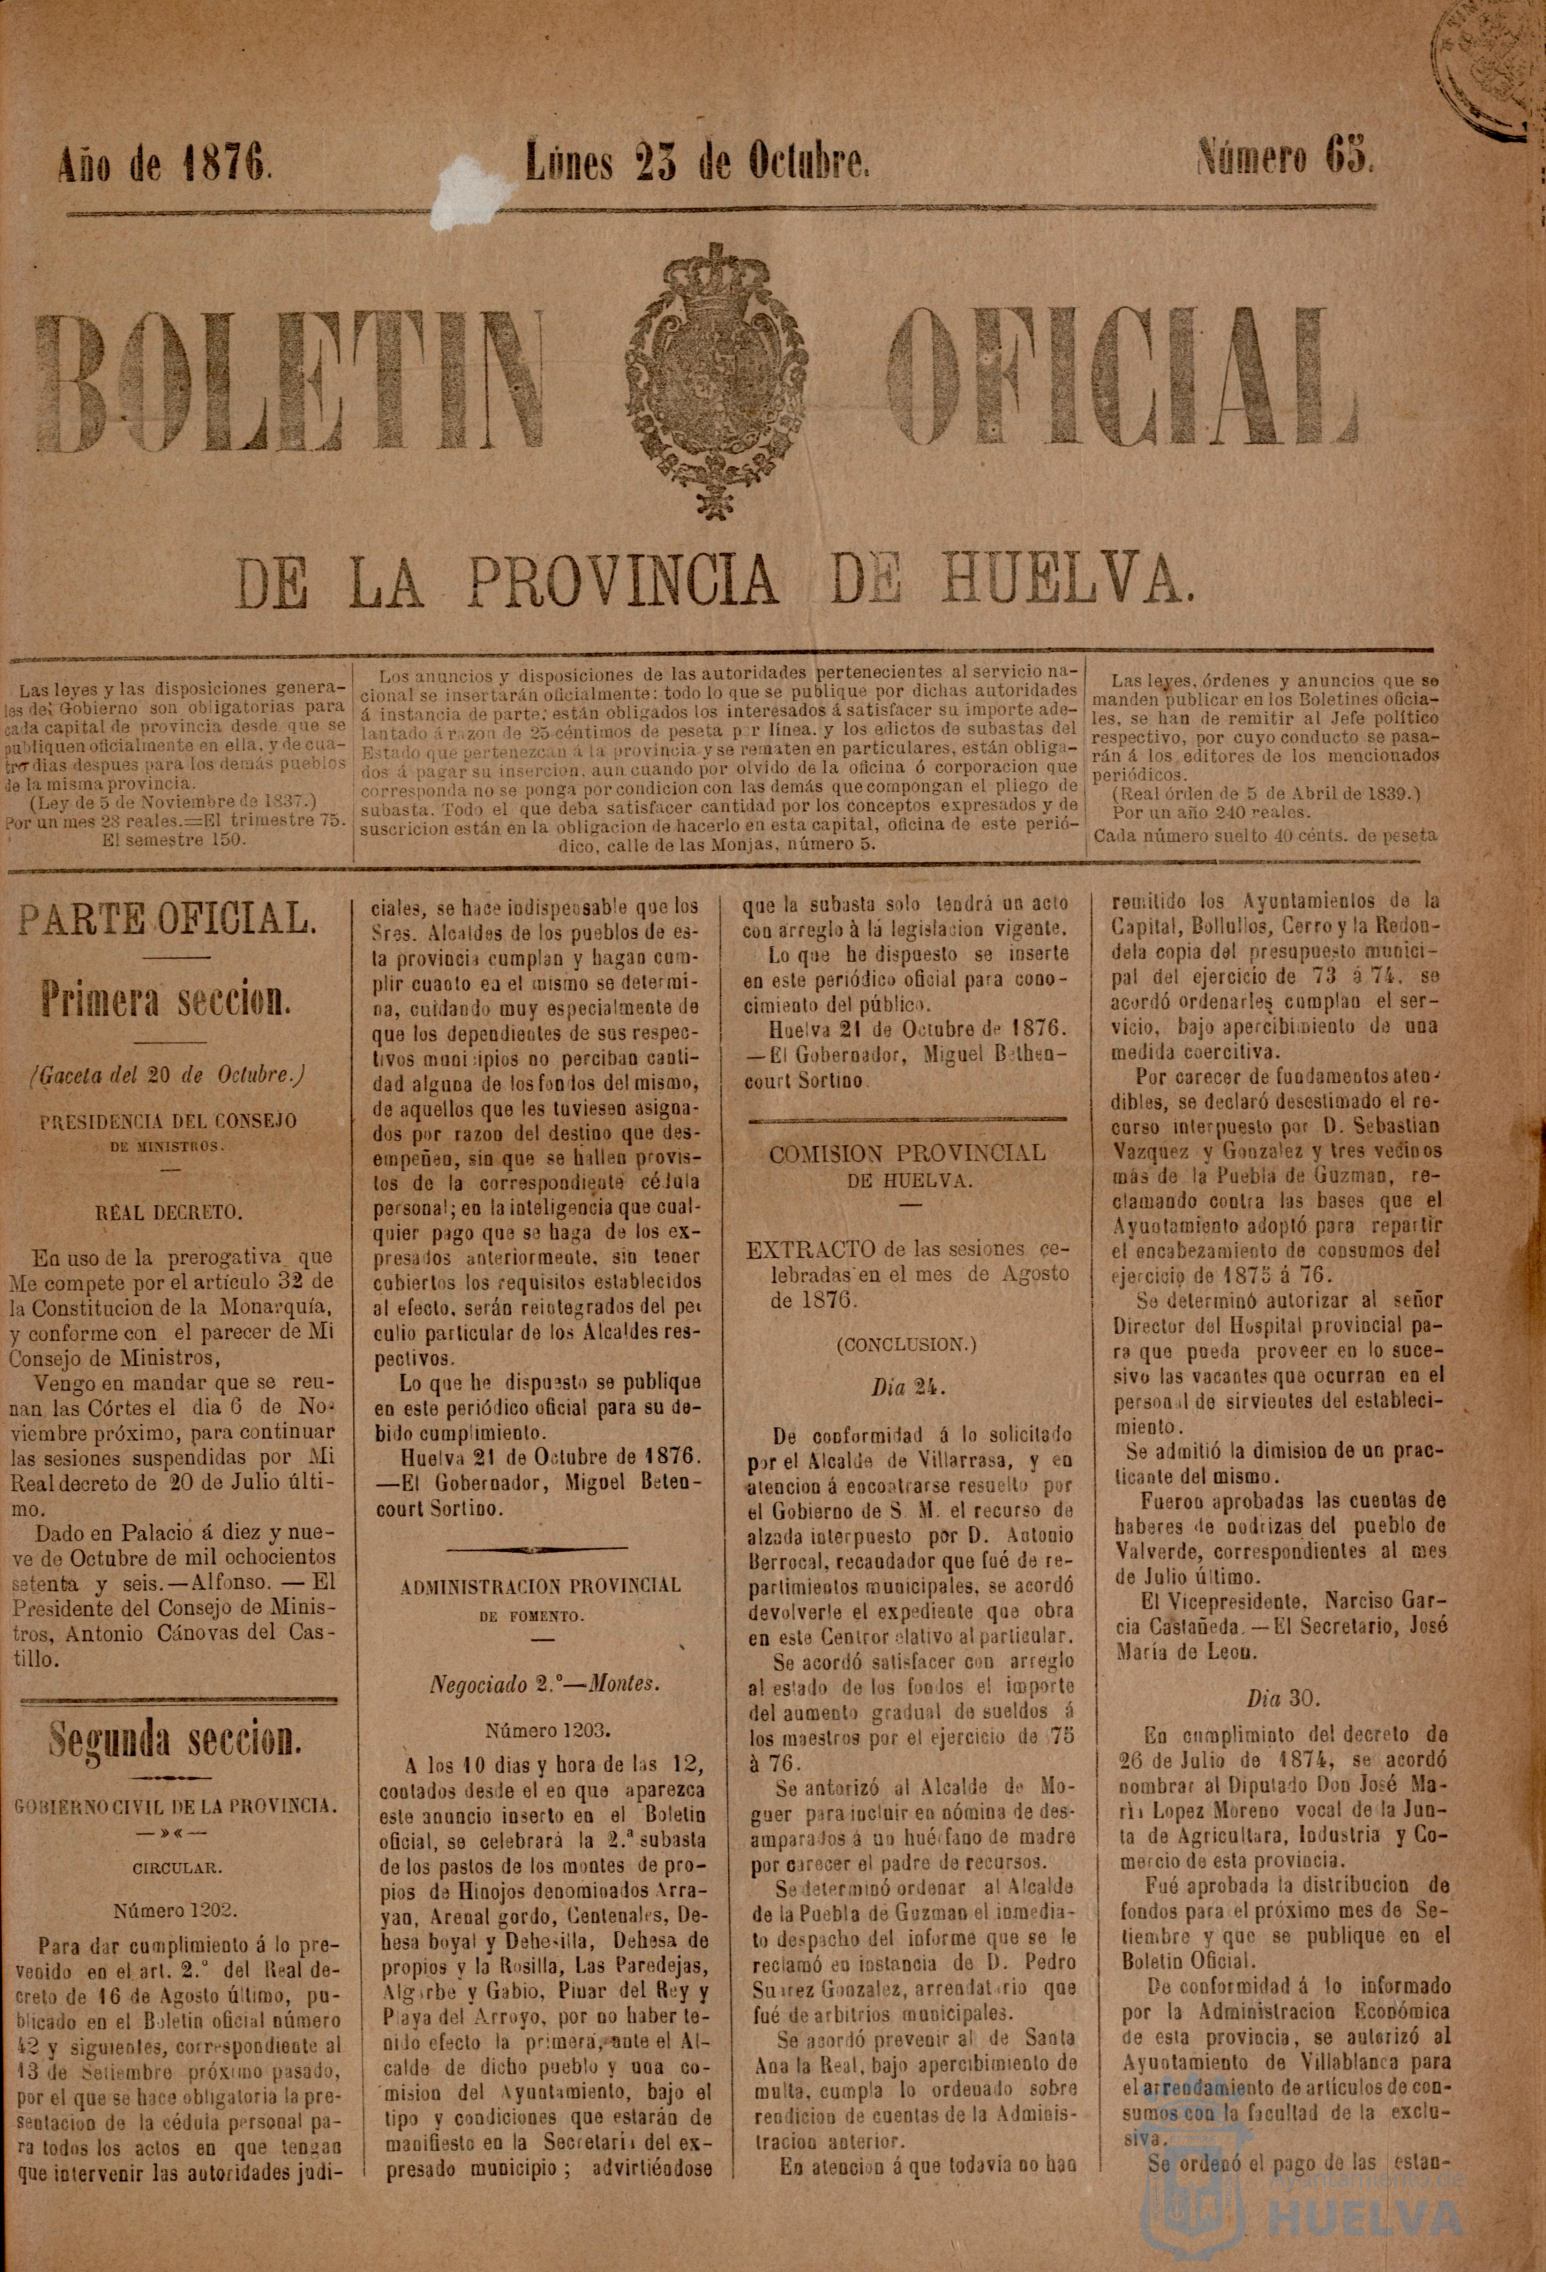 Año de 1876.
Lúnes 23 de Octubre.
Número 63.
BOLETIN OFICIAL
DE LA PROVINCIA DE HUELVA.
Las leyes y las disposiciones genera-
les del Gobierno son obligatorias para
cada capital de provincia desde que se
publiquen oficialmente en ella, y de cua-
tro dias despues para los demás pueblos
de la misma provincia.
(Ley de 5 de Noviembre de 1837.)
Por un mes 28 reales.=El trimestre 75.
El semestre 150.
Los anuncios y disposiciones de las autoridades pertenecientes al servicio na-
cional se insertarán oficialmente: todo lo que se publique por dichas autoridades
á instancia de parte, están obligados los interesados á satisfacer su importe ade-
lantado á razon de 25 céntimos de peseta por línea, y los edictos de subastas del
Estado que pertenezcan á la provincia y se rematen en particulares, están obliga-
dos á pagar su insercion, aun cuando por olvido de la oficina ó corporacion que
corresponda no se ponga por condicion con las demás que compongan el pliego de
subasta. Todo el que deba satisfacer cantidad por los conceptos expresados y de
suscricion están en la obligacion de hacerlo en esta capital, oficina de este perió-
dico, calle de las Monjas, número 5.
Las leyes, órdenes y anuncios que se
manden publicar en los Boletines oficia-
les, se han de remitir al Jefe político
respectivo, por cuyo conducto se pasa-
rán á los editores de los mencionados
periódicos.
(Real órden de 5 de Abril de 1839.)
Por un año 240 reales.
Cada número suelto 40 cénts. de peseta
PARTE OFICIAL.
Primera seccion.
(Gaceta del 20 de Octubre.)
PRESIDENCIA DEL CONSEJO
DE MINISTROS.
REAL DECRETO.
En uso de la prerogativa que
Me compete por el artículo 32 de
la Constitucion de la Monarquía,
y conforme con el parecer de Mi
Consejo de Ministros,
Vengo en mandar que se reu-
nan las Córtes el dia 6 de No-
viembre próximo, para continuar
las sesiones suspendidas por Mi
Real decreto de 20 de Julio últi-
mo.
Dado en Palacio á diez y nue-
ve de Octubre de mil ochocientos
setenta y seis.—Alfonso.—El
Presidente del Consejo de Minis-
tros, Antonio Cánovas del Cas-
tillo.
Segunda seccion.
GOBIERNO CIVIL DE LA PROVINCIA.
—»«—
CIRCULAR.
Número 1202.
Para dar cumplimiento á lo pre-
venido en el art. 2.º del Real de-
creto de 16 de Agosto último, pu-
blicado en el Boletin oficial número
42 y siguientes, correspondiente al
13 de Setiembre próximo pasado,
por el que se hace obligatoria la pre-
sentacion de la cédula personal pa-
ra todos los actos en que tengan
que intervenir las autoridades judi-
ciales, se hace indispensable que los
Sres. Alcaldes de los pueblos de es-
ta provincia cumplan y hagan cum-
plir cuanto en el mismo se determi-
na, cuidando muy especialmente de
que los dependientes de sus respec-
tivos municipios no perciban canti-
dad alguna de los fondos del mismo,
de aquellos que les tuviesen asigna-
dos por razon del destino que des-
empeñen, sin que se hallen provis-
tos de la correspondiente cédula
personal; en la inteligencia que cual-
quier pago que se haga de los ex-
presados anteriormente, sin tener
cubiertos los requisitos establecidos
al efecto, serán reintegrados del pe
culio particular de los Alcaldes res-
pectivos.
Lo que he dispuesto se publique
en este periódico oficial para su de-
bido cumplimiento.
Huelva 21 de Octubre de 1876.
—El Gobernador, Miguel Beten-
court Sortino.
ADMINISTRACION PROVINCIAL
DE FOMENTO.
Negociado 2.º—Montes.
Número 1203.
A los 10 dias y hora de las 12,
contados desde el en que aparezca
este anuncio inserto en el Boletin
oficial, se celebrará la 2.ª subasta
de los pastos de los montes de pro-
pios de Hinojos denominados Arra-
yan, Arenal gordo, Centenales, De-
hesa boyal y Dehesilla, Dehesa de
propios y la Rosilla, Las Paredejas,
Algarbe y Gabio, Pinar del Rey y
Playa del Arroyo, por no haber te-
nido efecto la primera, ante el Al-
calde de dicho pueblo y una co-
mision del Ayuntamiento, bajo el
tipo y condiciones que estarán de
manifiesto en la Secretaria del ex-
presado municipio; advirtiéndose
que la subasta solo tendrá un acto
con arreglo à la legislacion vigente.
Lo que he dispuesto se inserte
en este periódico oficial para cono-
cimiento del público.
Huelva 21 de Octubre de 1876.
—El Gobernador, Miguel Bethen-
court Sortino.
COMISION PROVINCIAL
DE HUELVA.
EXTRACTO de las sesiones ce-
lebradas en el mes de Agosto
de 1876.
(CONCLUSION.)
Dia 24.
De conformidad á lo solicitado
por el Alcalde de Villarrasa, y en
atencion á encontrarse resuelto por
el Gobierno de S. M. el recurso de
alzada interpuesto por D. Antonio
Berrocal, recaudador que fué de re-
partimientos municipales, se acordó
devolverle el expediente que obra
en este Centro relativo al particular.
Se acordó satisfacer con arreglo
al estado de los fondos el importe
del aumento gradual de sueldos á
los maestros por el ejercicio de 75
à 76.
Se antorizó al Alcalde de Mo-
guer para incluir en nómina de des-
amparados á un huérfano de madre
por carecer el padre de recursos.
Se determinó ordenar al Alcalde
de la Puebla de Guzman el inmedia-
to despacho del informe que se le
reclamó en instancia de D. Pedro
Suarez Gonzalez, arrendatario que
fué de arbitrios municipales.
Se acordó prevenir al de Santa
Ana la Real, bajo apercibimiento de
multa, cumpla lo ordenado sobre
rendicion de cuentas de la Adminis-
tracion anterior.
En atencion á que todavia no han
remitido los Ayuntamientos de la
Capital, Bollullos, Cerro y la Redon-
dela copia del presupuesto munici-
pal del ejercicio de 73 á 74, se
acordó ordenarles cumplan el ser-
vicio, bajo apercibimiento de una
medida coercitiva.
Por carecer de fundamentos aten-
dibles, se declaró desestimado el re-
curso interpuesto por D. Sebastian
Vazquez y Gonzalez y tres vecinos
más de la Puebla de Guzman, re-
clamando contra las bases que el
Ayuntamiento adoptó para repartir
el encabezamiento de consumos del
ejercicio de 1875 á 76.
Se determinó autorizar al señor
Director del Hospital provincial pa-
ra que pueda proveer en lo suce-
sivo las vacantes que ocurran en el
personal de sirvientes del estableci-
miento.
Se admitió la dimision de un prac-
ticante del mismo.
Fueron aprobadas las cuentas de
haberes de nodrizas del pueblo de
Valverde, correspondientes al mes
de Julio último.
El Vicepresidente, Narciso Gar-
cia Castañeda.—El Secretario, José
María de Leon.
Dia 30.
En cumpliminto del decreto de
26 de Julio de 1874, se acordó
nombrar al Diputado Don José Ma-
ria Lopez Moreno vocal de la Jun-
ta de Agricultara, Industria y Co-
mercio de esta provincia.
Fué aprobada la distribucion de
fondos para el próximo mes de Se-
tiembre y que se publique en el
Boletin Oficial.
De conformidad á lo informado
por la Administracion Económica
de esta provincia, se autorizó al
Ayuntamiento de Villablanca para
el arrendamiento de artículos de con-
sumos con la facultad de la exclu-
siva.
Se ordenó el pago de las estan-
Ayuntamiento de
HUELVA